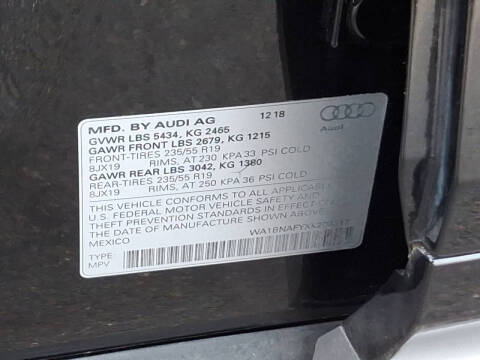 MFD. BY AUDI AG 12 18
GVWR LBS 5434, KG 2465
GAWR FRONT LBS 2679, KG 1215
FRONT-TIRES 235/55 R19
8JX19 RIMS, AT 230 KPA 33 PSI COLD
GAWR REAR LBS 3042, KG 1380
REAR-TIRES 235/55 R19
8JX19 RIMS, AT 250 KPA 36 PSI COLD
Audi
THIS VEHICLE CONFORMS TO ALL APPLICABLE
U.S. FEDERAL MOTOR VEHICLE SAFETY AND
THEFT PREVENTION STANDARDS IN EFFECT ON
THE DATE OF MANUFACTURE SHOWN ABOVE
MEXICO
TYPE:
MPV